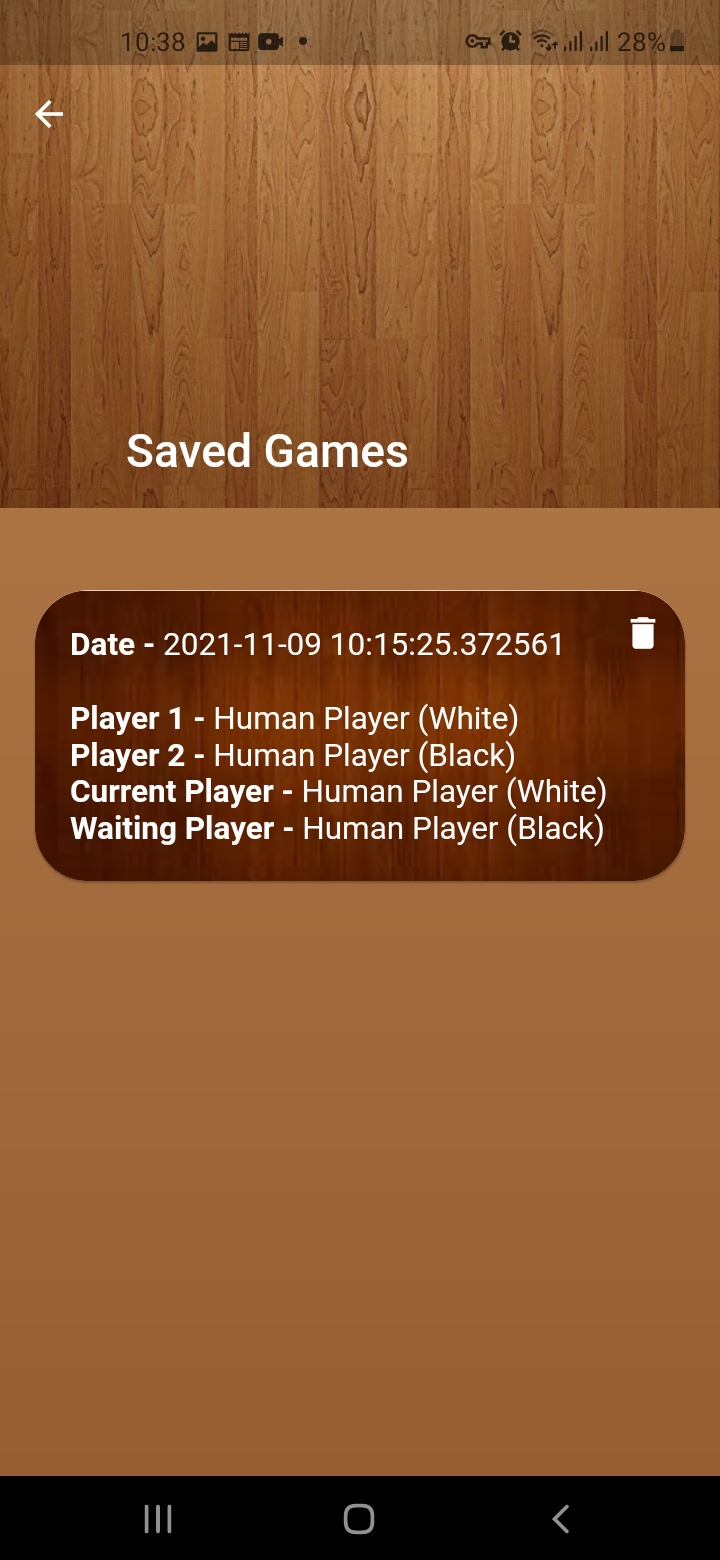 10:38 28%
Saved Games
Date - 2021-11-09 10:15:25.372561
Player 1 - Human Player (White)
Player 2 - Human Player (Black)
Current Player - Human Player (White)
Waiting Player - Human Player (Black)